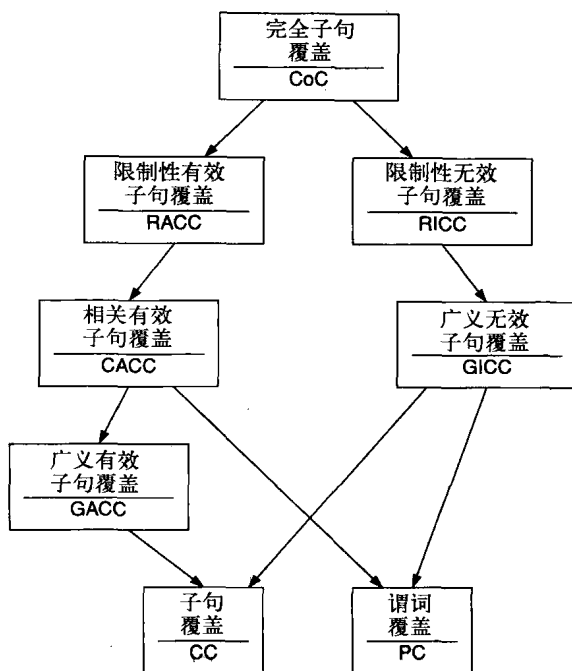 完全子句
覆盖
CoC
限制性有效
子句覆盖
RACC
限制性无效
子句覆盖
RICC
相关有效
子句覆盖
CACC
广义无效
子句覆盖
GICC
广义有效
子句覆盖
GACC
子句
覆盖
CC
谓词
覆盖
PC